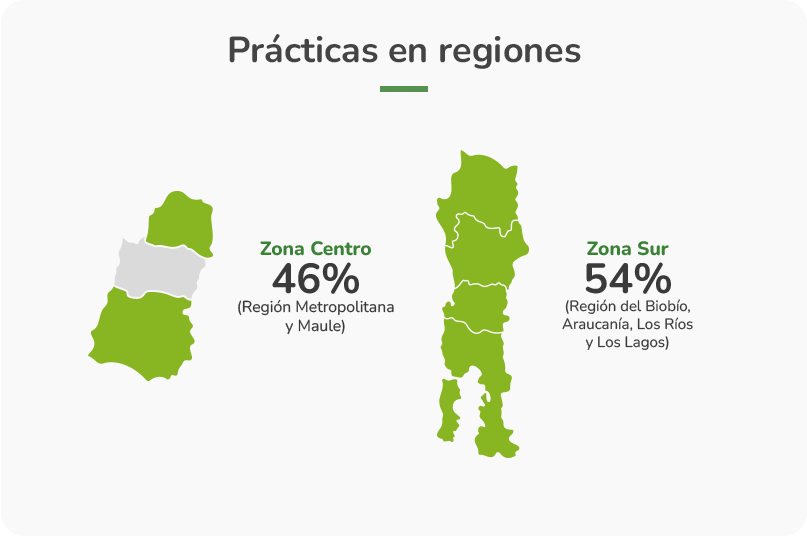 Prácticas en regiones
Zona Centro
46%
(Región Metropolitana
y Maule)
Zona Sur
54%
(Región del Biobío,
Araucanía, Los Ríos
y Los Lagos)